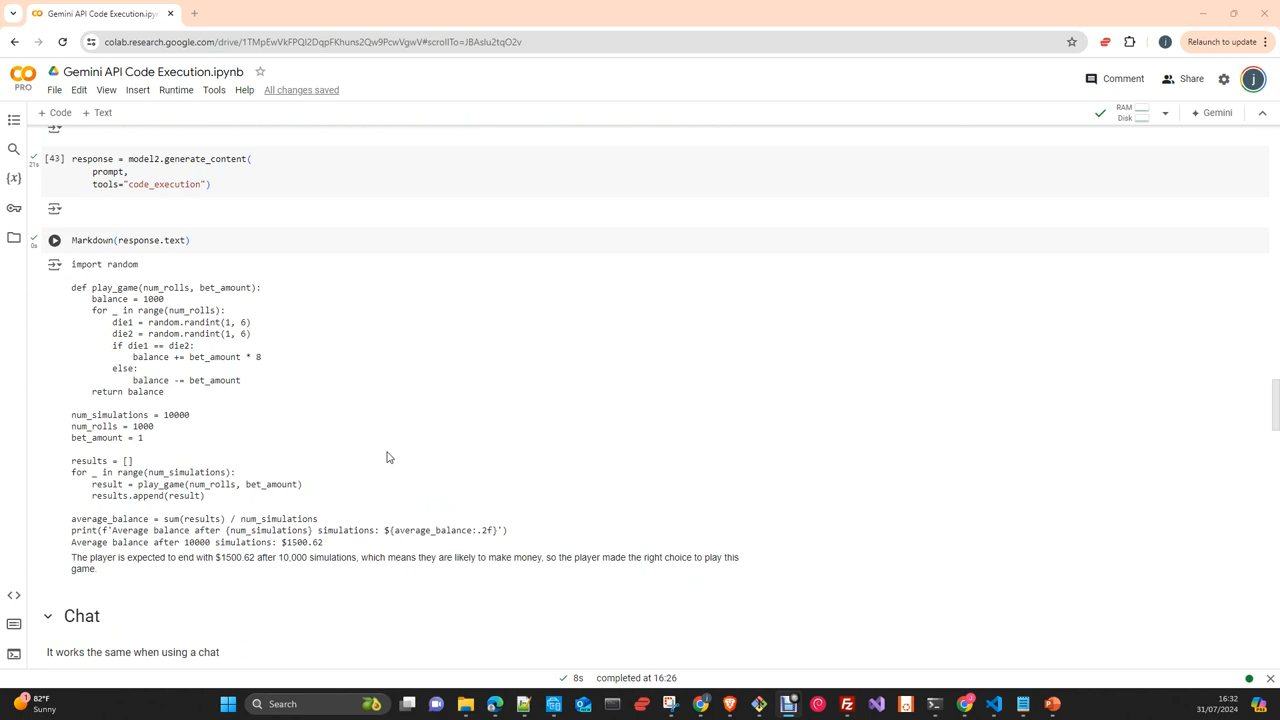 Gemini API Code Execution.ipyn
colab.research.google.com/drive/1TMpEwVkFPQI2DqpFKhuns2Qw9PcwVgwV#scrollTo=JBAslu2tqO2v
Relaunch to update
Gemini API Code Execution.ipynb
PRO
File Edit View Insert Runtime Tools Help All changes saved
Comment Share
+ Code + Text
RAM
Disk
Gemini
[43] response = model2.generate_content(
21s
prompt,
tools="code_execution")
Markdown(response.text)
0s
import random
def play_game(num_rolls, bet_amount):
balance = 1000
for _ in range(num_rolls):
die1 = random.randint(1, 6)
die2 = random.randint(1, 6)
if die1 == die2:
balance += bet_amount * 8
else:
balance -= bet_amount
return balance
num_simulations = 10000
num_rolls = 1000
bet_amount = 1
results = []
for _ in range(num_simulations):
result = play_game(num_rolls, bet_amount)
results.append(result)
average_balance = sum(results) / num_simulations
print(f'Average balance after {num_simulations} simulations: ${average_balance:.2f}')
Average balance after 10000 simulations: $1500.62
The player is expected to end with $1500.62 after 10,000 simulations, which means they are likely to make money, so the player made the right choice to play this
game.
Chat
It works the same when using a chat
8s completed at 16:26
82°F
Sunny
Search
16:32
31/07/2024